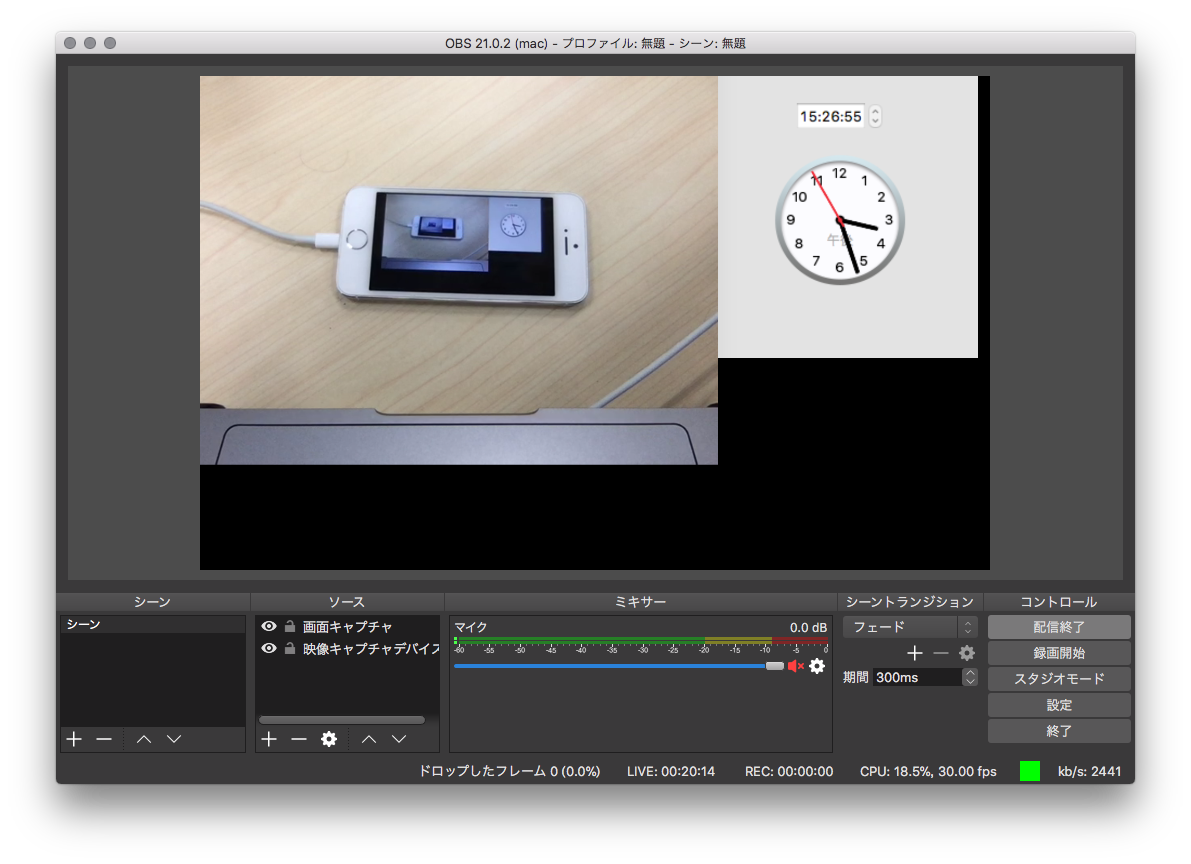 OBS 21.0.2 (mac) - プロファイル: 無題 - シーン: 無題
15:26:55
12
11
1
10
2
9
3
午後
8
4
7
5
6
シーン
ソース
ミキサー
シーントランジション
コントロール
シーン
画面キャプチャ
映像キャプチャデバイス
マイク
0.0 dB
-60 -55 -50 -45 -40 -35 -30 -25 -20 -15 -10 -5 0
フェード
期間 300ms
配信終了
録画開始
スタジオモード
設定
終了
ドロップしたフレーム 0 (0.0%)
LIVE: 00:20:14
REC: 00:00:00
CPU: 18.5%, 30.00 fps
kb/s: 2441